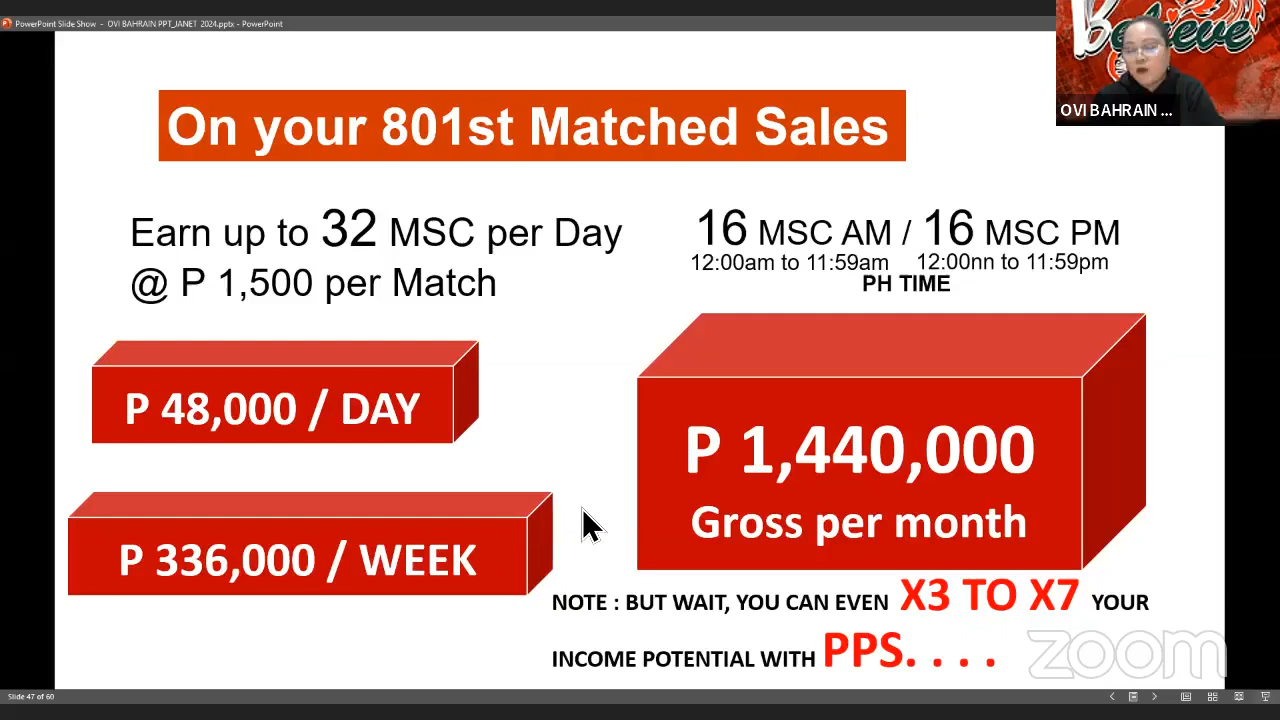 PowerPoint Slide Show - OVI BAHRAIN PPT_JANET 2024.pptx - PowerPoint
Believe
OVI BAHRAIN ...
On your 801st Matched Sales
Earn up to 32 MSC per Day
@ P 1,500 per Match
16 MSC AM / 16 MSC PM
12:00am to 11:59am 12:00nn to 11:59pm
PH TIME
P 48,000 / DAY
P 336,000 / WEEK
P 1,440,000
Gross per month
NOTE : BUT WAIT, YOU CAN EVEN X3 TO X7 YOUR
INCOME POTENTIAL WITH PPS. . . .
zoom
Slide 47 of 60